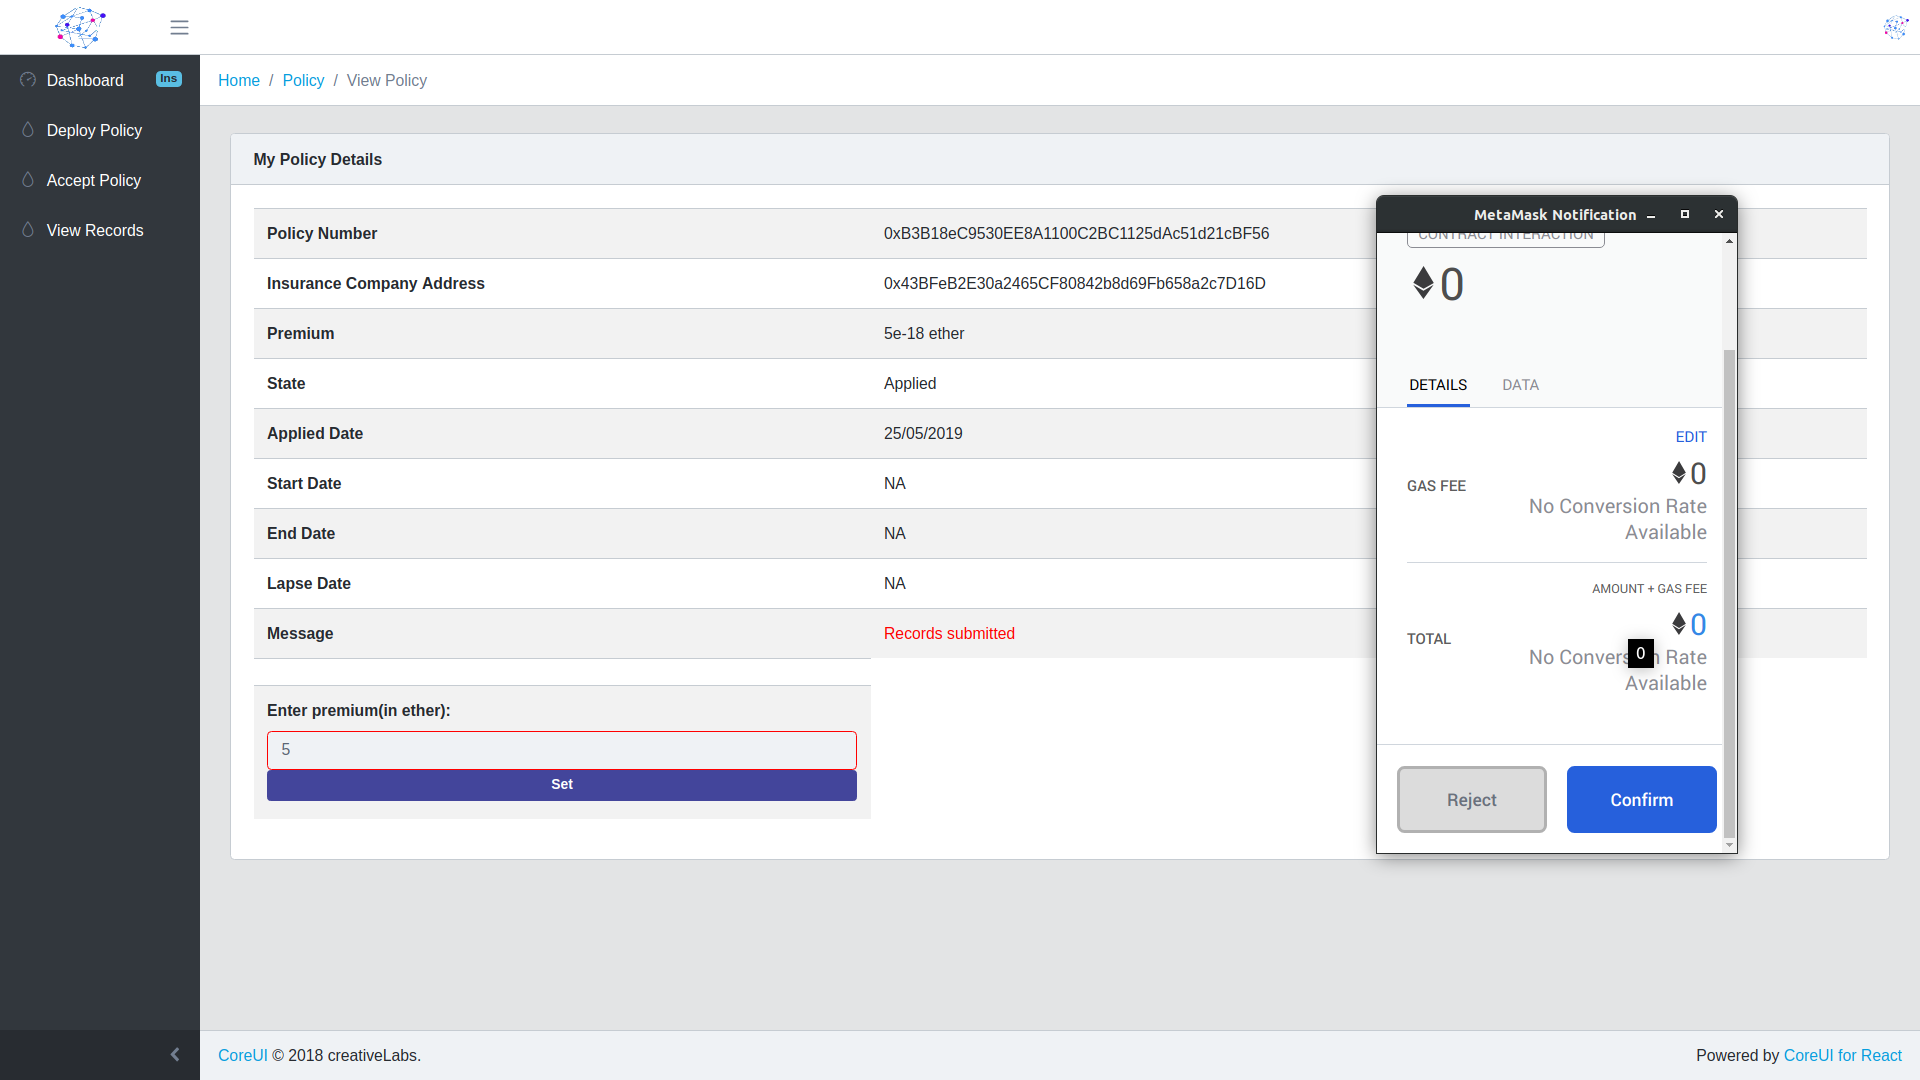 Dashboard Ins
Deploy Policy
Accept Policy
View Records
Home / Policy / View Policy
My Policy Details
Policy Number 0xB3B18eC9530EE8A1100C2BC1125dAc51d21cBF56
Insurance Company Address 0x43BFeB2E30a2465CF80842b8d69Fb658a2c7D16D
Premium 5e-18 ether
State Applied
Applied Date 25/05/2019
Start Date NA
End Date NA
Lapse Date NA
Message Records submitted
Enter premium(in ether):
5
Set
MetaMask Notification
CONTRACT INTERACTION
0
DETAILS DATA
EDIT
GAS FEE 0
No Conversion Rate
Available
AMOUNT + GAS FEE
TOTAL 0
0
No Conversion Rate
Available
Reject Confirm
CoreUI © 2018 creativeLabs.
Powered by CoreUI for React